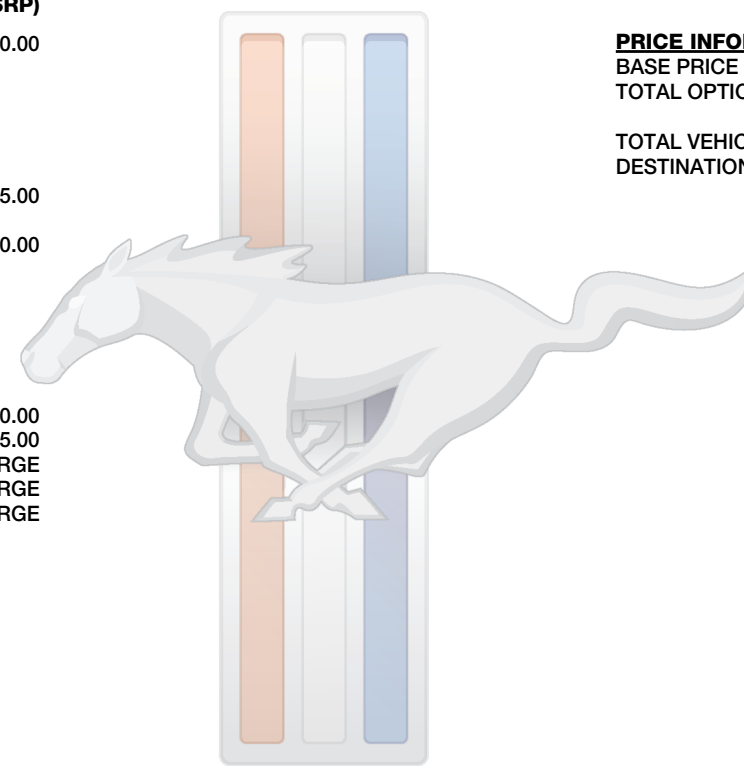 SRP)
0.00
5.00
0.00
0.00
5.00
RGE
RGE
RGE
PRICE INFO
BASE PRICE
TOTAL OPTIO
TOTAL VEHIC
DESTINATION